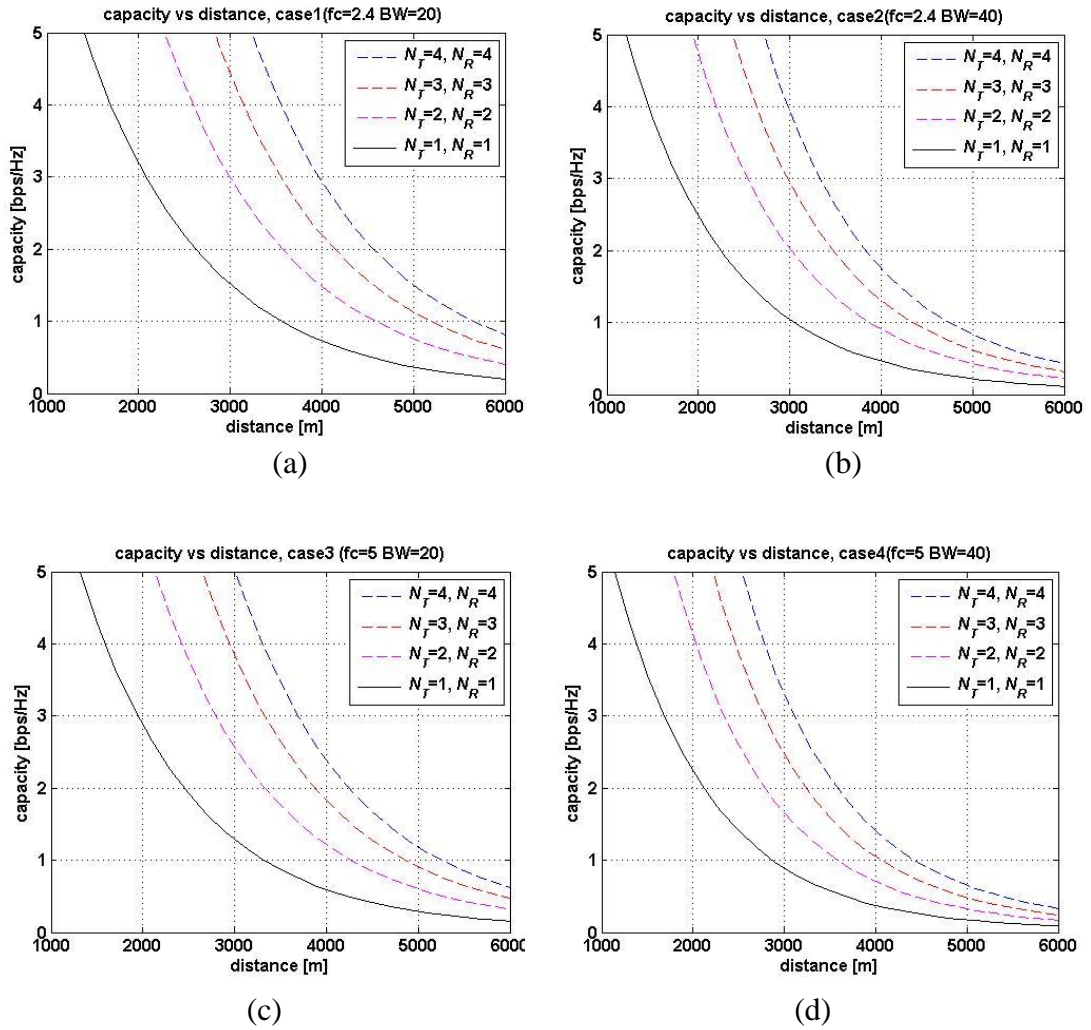 capacity vs distance, case1(fc=2.4 BW=20)
5
4
3
2
1
0
capacity [bps/Hz]
N_T=4, N_R=4
N_T=3, N_R=3
N_T=2, N_R=2
N_T=1, N_R=1
1000 2000 3000 4000 5000 6000
distance [m]
(a)
capacity vs distance, case2(fc=2.4 BW=40)
5
4
3
2
1
0
capacity [bps/Hz]
N_T=4, N_R=4
N_T=3, N_R=3
N_T=2, N_R=2
N_T=1, N_R=1
1000 2000 3000 4000 5000 6000
distance [m]
(b)
capacity vs distance, case3 (fc=5 BW=20)
5
4
3
2
1
0
capacity [bps/Hz]
N_T=4, N_R=4
N_T=3, N_R=3
N_T=2, N_R=2
N_T=1, N_R=1
1000 2000 3000 4000 5000 6000
distance [m]
(c)
capacity vs distance, case4(fc=5 BW=40)
5
4
3
2
1
0
capacity [bps/Hz]
N_T=4, N_R=4
N_T=3, N_R=3
N_T=2, N_R=2
N_T=1, N_R=1
1000 2000 3000 4000 5000 6000
distance [m]
(d)